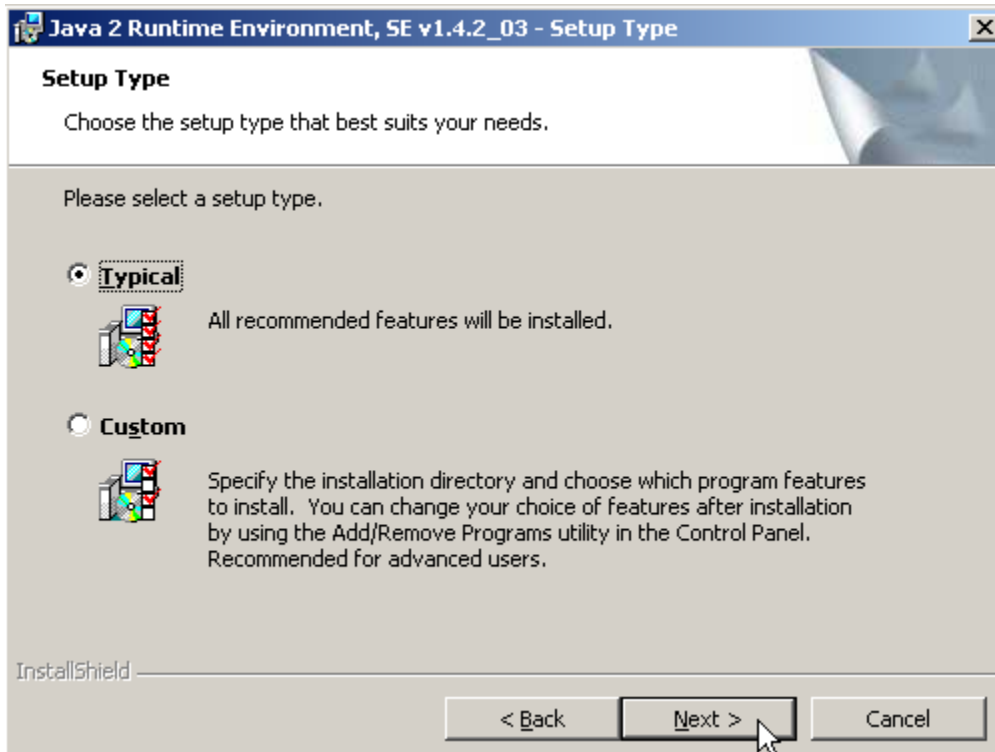 Java 2 Runtime Environment, SE v1.4.2_03 - Setup Type
Setup Type
Choose the setup type that best suits your needs.
Please select a setup type.
Typical
All recommended features will be installed.
Custom
Specify the installation directory and choose which program features
to install.  You can change your choice of features after installation
by using the Add/Remove Programs utility in the Control Panel.
Recommended for advanced users.
InstallShield
< Back
Next >
Cancel